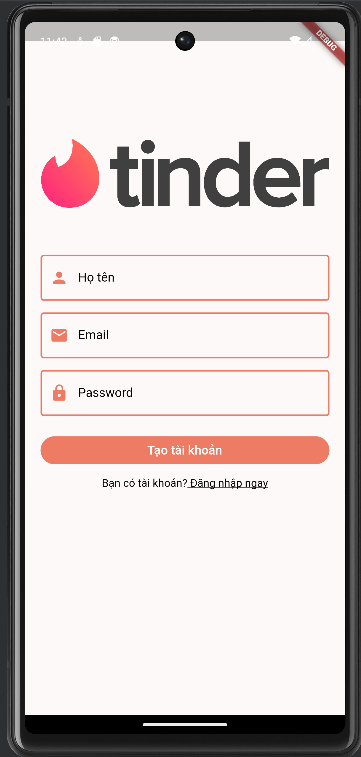 11:42
DEBUG
tinder
Họ tên
Email
Password
Tạo tài khoản
Bạn có tài khoản? Đăng nhập ngay